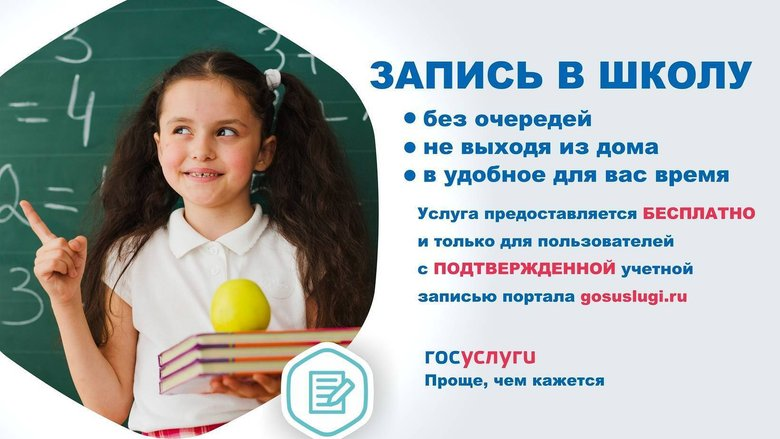 ЗАПИСЬ В ШКОЛУ
• без очередей
• не выходя из дома
• в удобное для вас время
Услуга предоставляется БЕСПЛАТНО
и только для пользователей
с ПОДТВЕРЖДЕННОЙ учетной
записью портала gosuslugi.ru
госуслуги
Проще, чем кажется